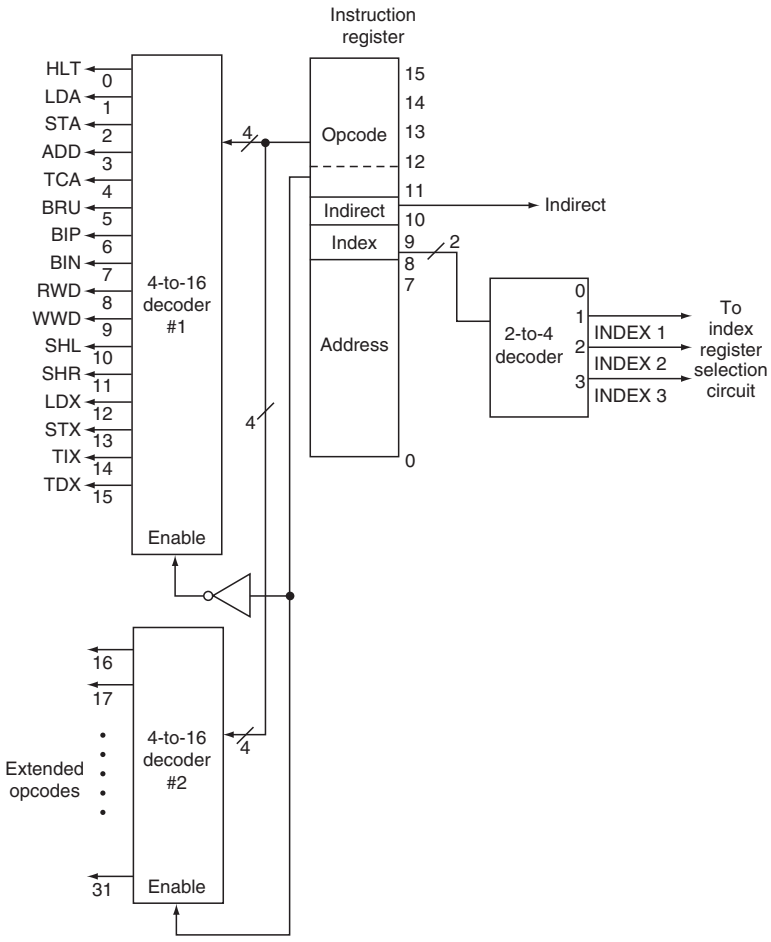 Instruction
register
HLT
0
LDA
1
STA
2
ADD
3
TCA
4
BRU
5
BIP
6
BIN
7
RWD
8
WWD
9
SHL
10
SHR
11
LDX
12
STX
13
TIX
14
TDX
15
4-to-16
decoder
#1
Enable
4
4
Opcode
15
14
13
12
11
Indirect
10
Indirect
Index
9
8
2
7
Address
0
2-to-4
decoder
0
1
INDEX 1
2
INDEX 2
3
INDEX 3
To
index
register
selection
circuit
16
17
Extended
opcodes
31
4-to-16
decoder
#2
Enable
4